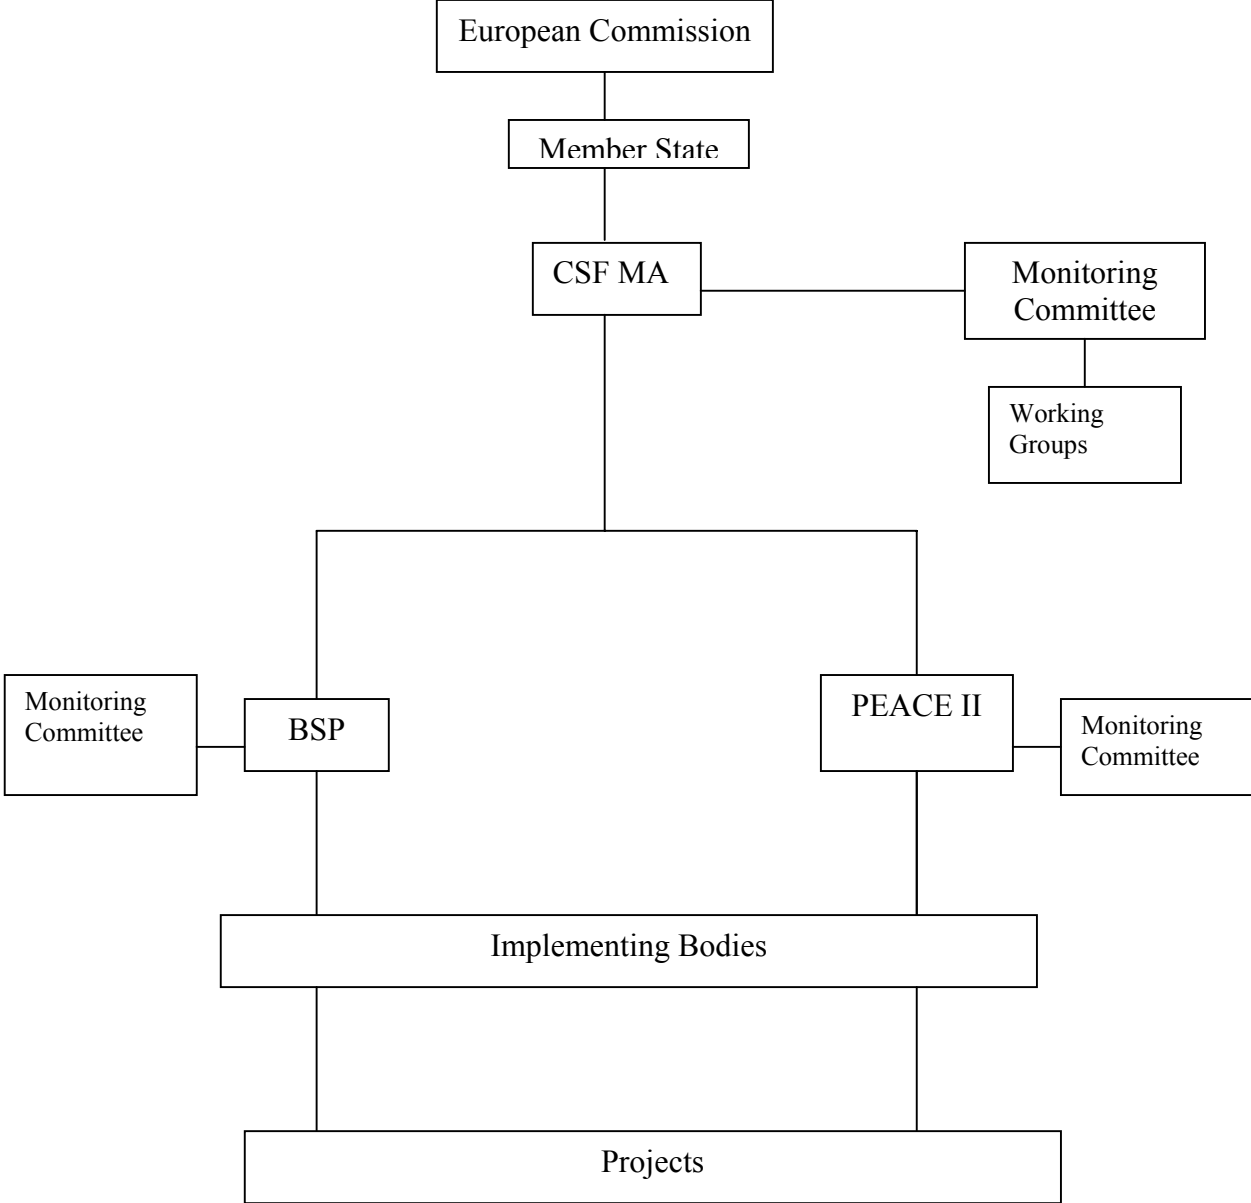 European Commission
Member State
CSF MA
Monitoring
Committee
Working
Groups
Monitoring
Committee
BSP
PEACE II
Monitoring
Committee
Implementing Bodies
Projects